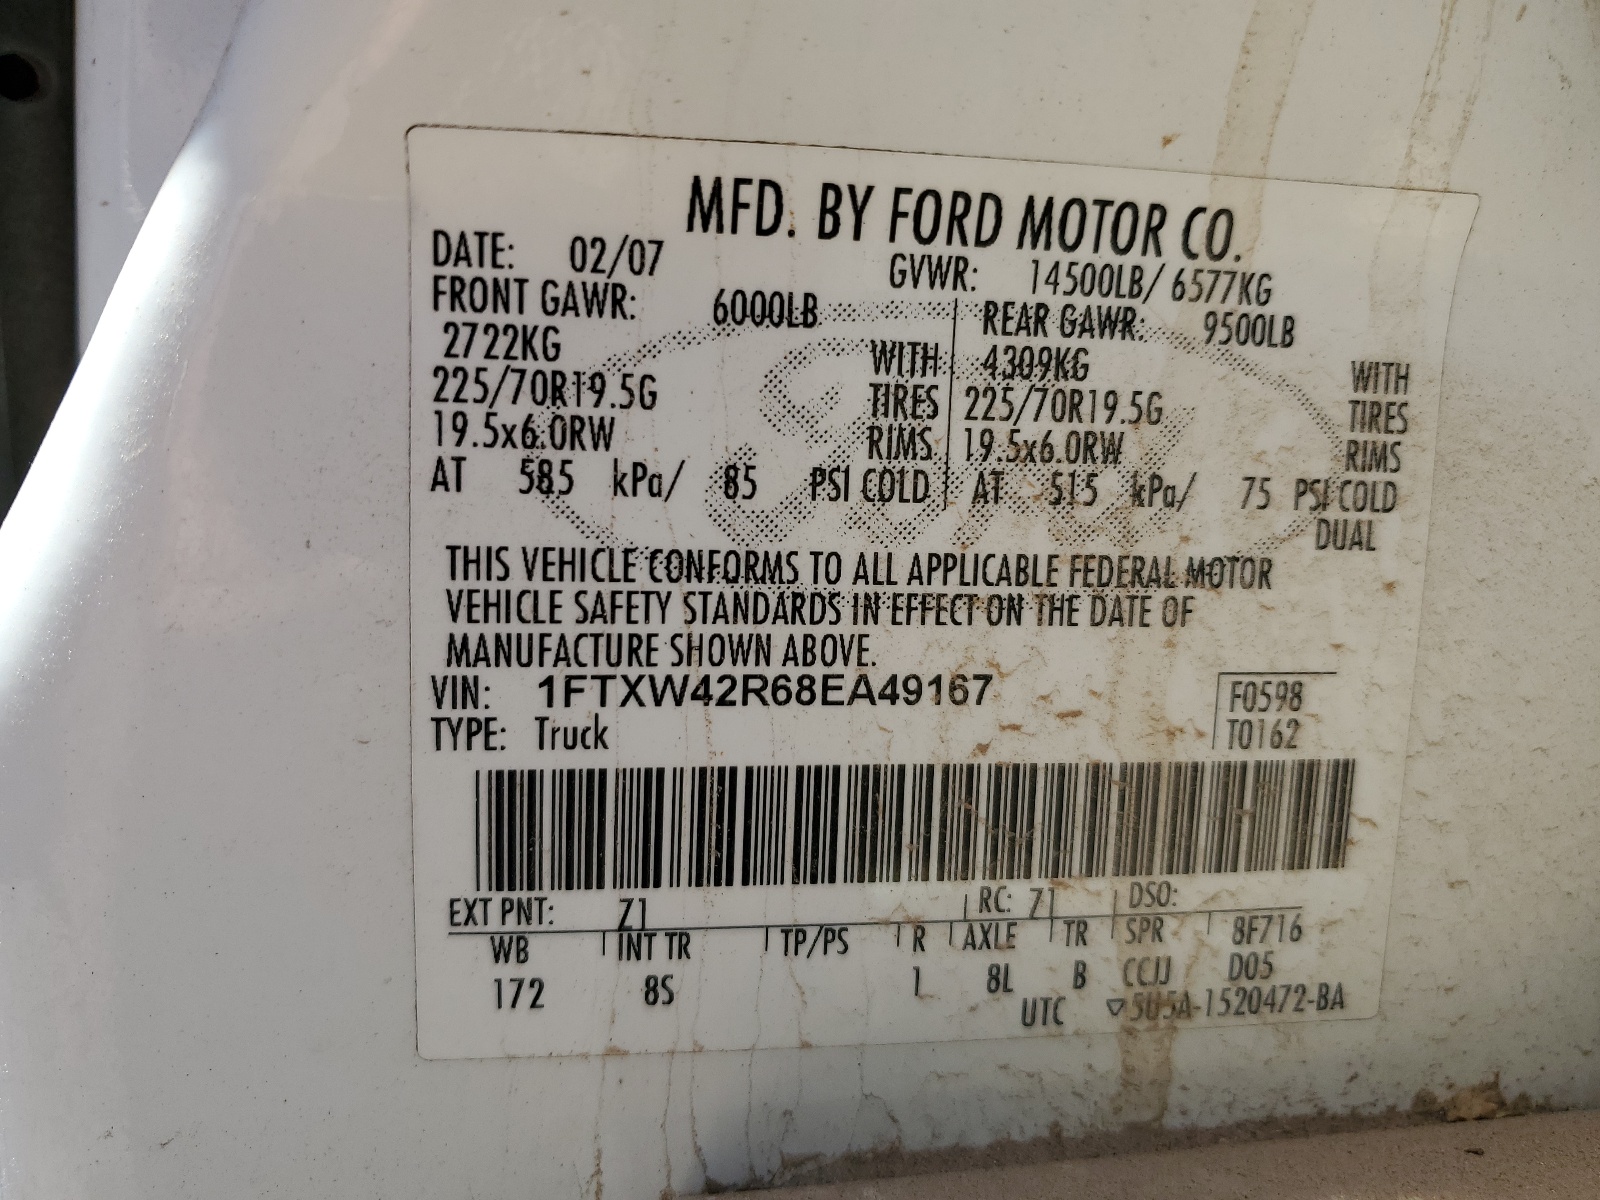 MFD. BY FORD MOTOR CO.
DATE: 02/07 GVWR: 14500LB/ 6577KG
FRONT GAWR: 6000LB REAR GAWR: 9500LB
2722KG WITH 4309KG WITH
225/70R19.5G TIRES 225/70R19.5G TIRES
19.5x6.0RW RIMS 19.5x6.0RW RIMS
AT 585 kPa/ 85 PSI COLD AT 515 kPa/ 75 PSI COLD
DUAL
THIS VEHICLE CONFORMS TO ALL APPLICABLE FEDERAL MOTOR
VEHICLE SAFETY STANDARDS IN EFFECT ON THE DATE OF
MANUFACTURE SHOWN ABOVE.
VIN: 1FTXW42R68EA49167 F0598
TYPE: Truck T0162
EXT PNT: Z1 RC: Z1 DSO:
WB INT TR TP/PS R AXLE TR SPR 8F716
172 8S 1 8L B CCJJ D05
UTC ▽5U5A-1520472-BA